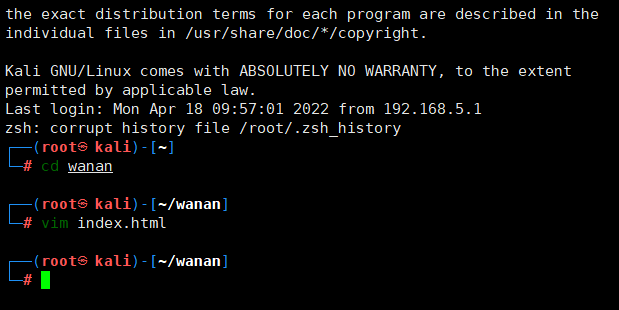 the exact distribution terms for each program are described in the
individual files in /usr/share/doc/*/copyright.

Kali GNU/Linux comes with ABSOLUTELY NO WARRANTY, to the extent
permitted by applicable law.
Last login: Mon Apr 18 09:57:01 2022 from 192.168.5.1
zsh: corrupt history file /root/.zsh_history
┌──(root㉿ kali)-[~]
└─# cd wanan

┌──(root㉿ kali)-[~/wanan]
└─# vim index.html

┌──(root㉿ kali)-[~/wanan]
└─#